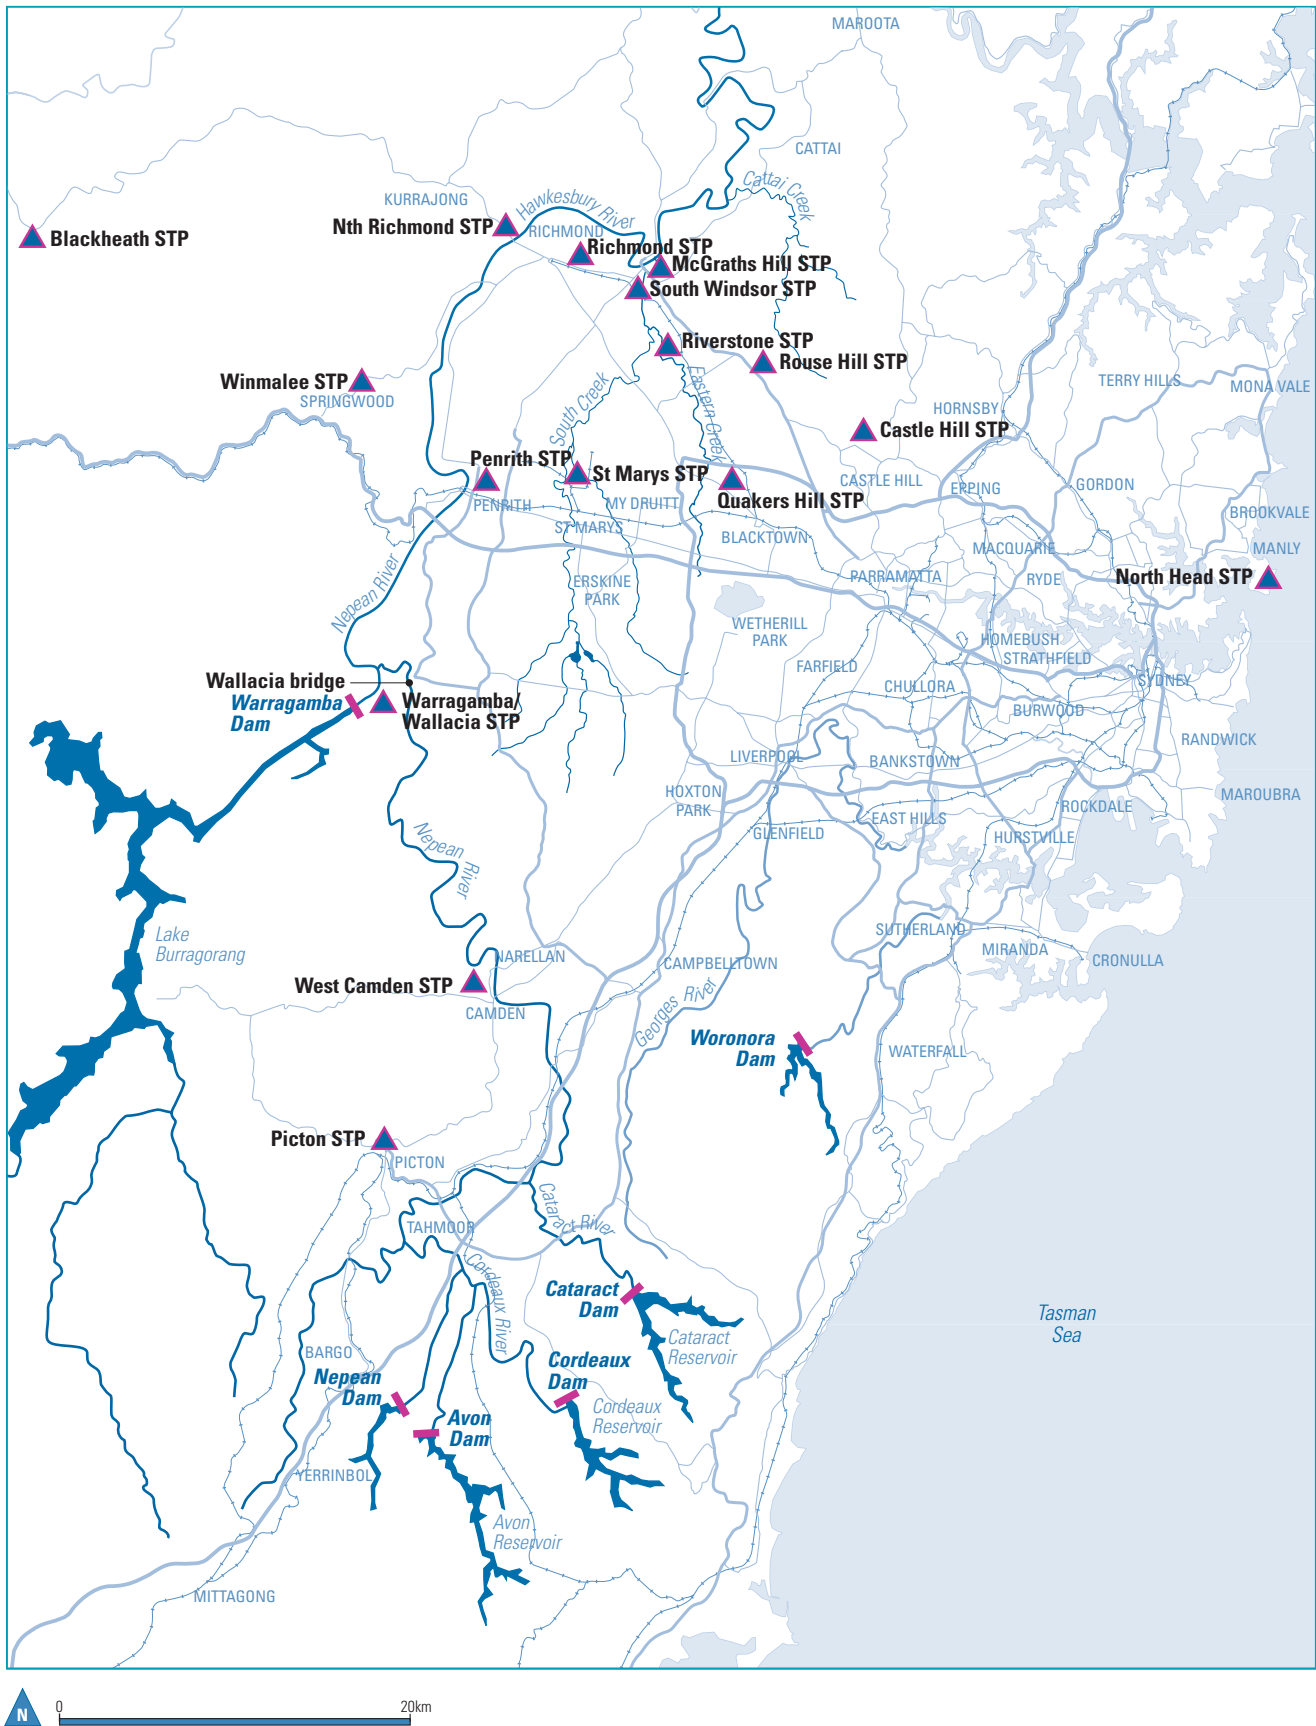 MAROOTA
CATTAI
Cattai Creek
KURRAJONG
Hawkesbury River
Nth Richmond STP
RICHMOND
Blackheath STP
Richmond STP
McGraths Hill STP
South Windsor STP
Riverstone STP
Rouse Hill STP
Winmalee STP
SPRINGWOOD
South Creek
Eastern Creek
TERRY HILLS
MONA VALE
HORNSBY
Castle Hill STP
Penrith STP
St Marys STP
Quakers Hill STP
CASTLE HILL
EPPING
GORDON
PENRITH
MY DRUITT
ST MARYS
BLACKTOWN
BROOKVALE
MACQUARIE
MANLY
Nepean River
ERSKINE
PARK
PARRAMATTA
RYDE
North Head STP
WETHERILL
PARK
HOMEBUSH
STRATHFIELD
FARFIELD
CHULLORA
SYDNEY
Wallacia bridge
Warragamba
Dam
Warragamba/
Wallacia STP
BURWOOD
RANDWICK
LIVERPOOL
BANKSTOWN
HOXTON
PARK
MAROUBRA
ROCKDALE
EAST HILLS
GLENFIELD
HURSTVILLE
Nepean
River
Lake
Burragorang
SUTHERLAND
MIRANDA
CRONULLA
NARELLAN
CAMPBELLTOWN
West Camden STP
CAMDEN
Georges River
Woronora
Dam
WATERFALL
Picton STP
PICTON
TAHMOOR
Cataract River
Cordeaux River
Cataract
Dam
Cataract
Reservoir
Tasman
Sea
BARGO
Nepean
Dam
Cordeaux
Dam
Cordeaux
Reservoir
Avon
Dam
YERRINBOL
Avon
Reservoir
MITTAGONG
N
0
20km